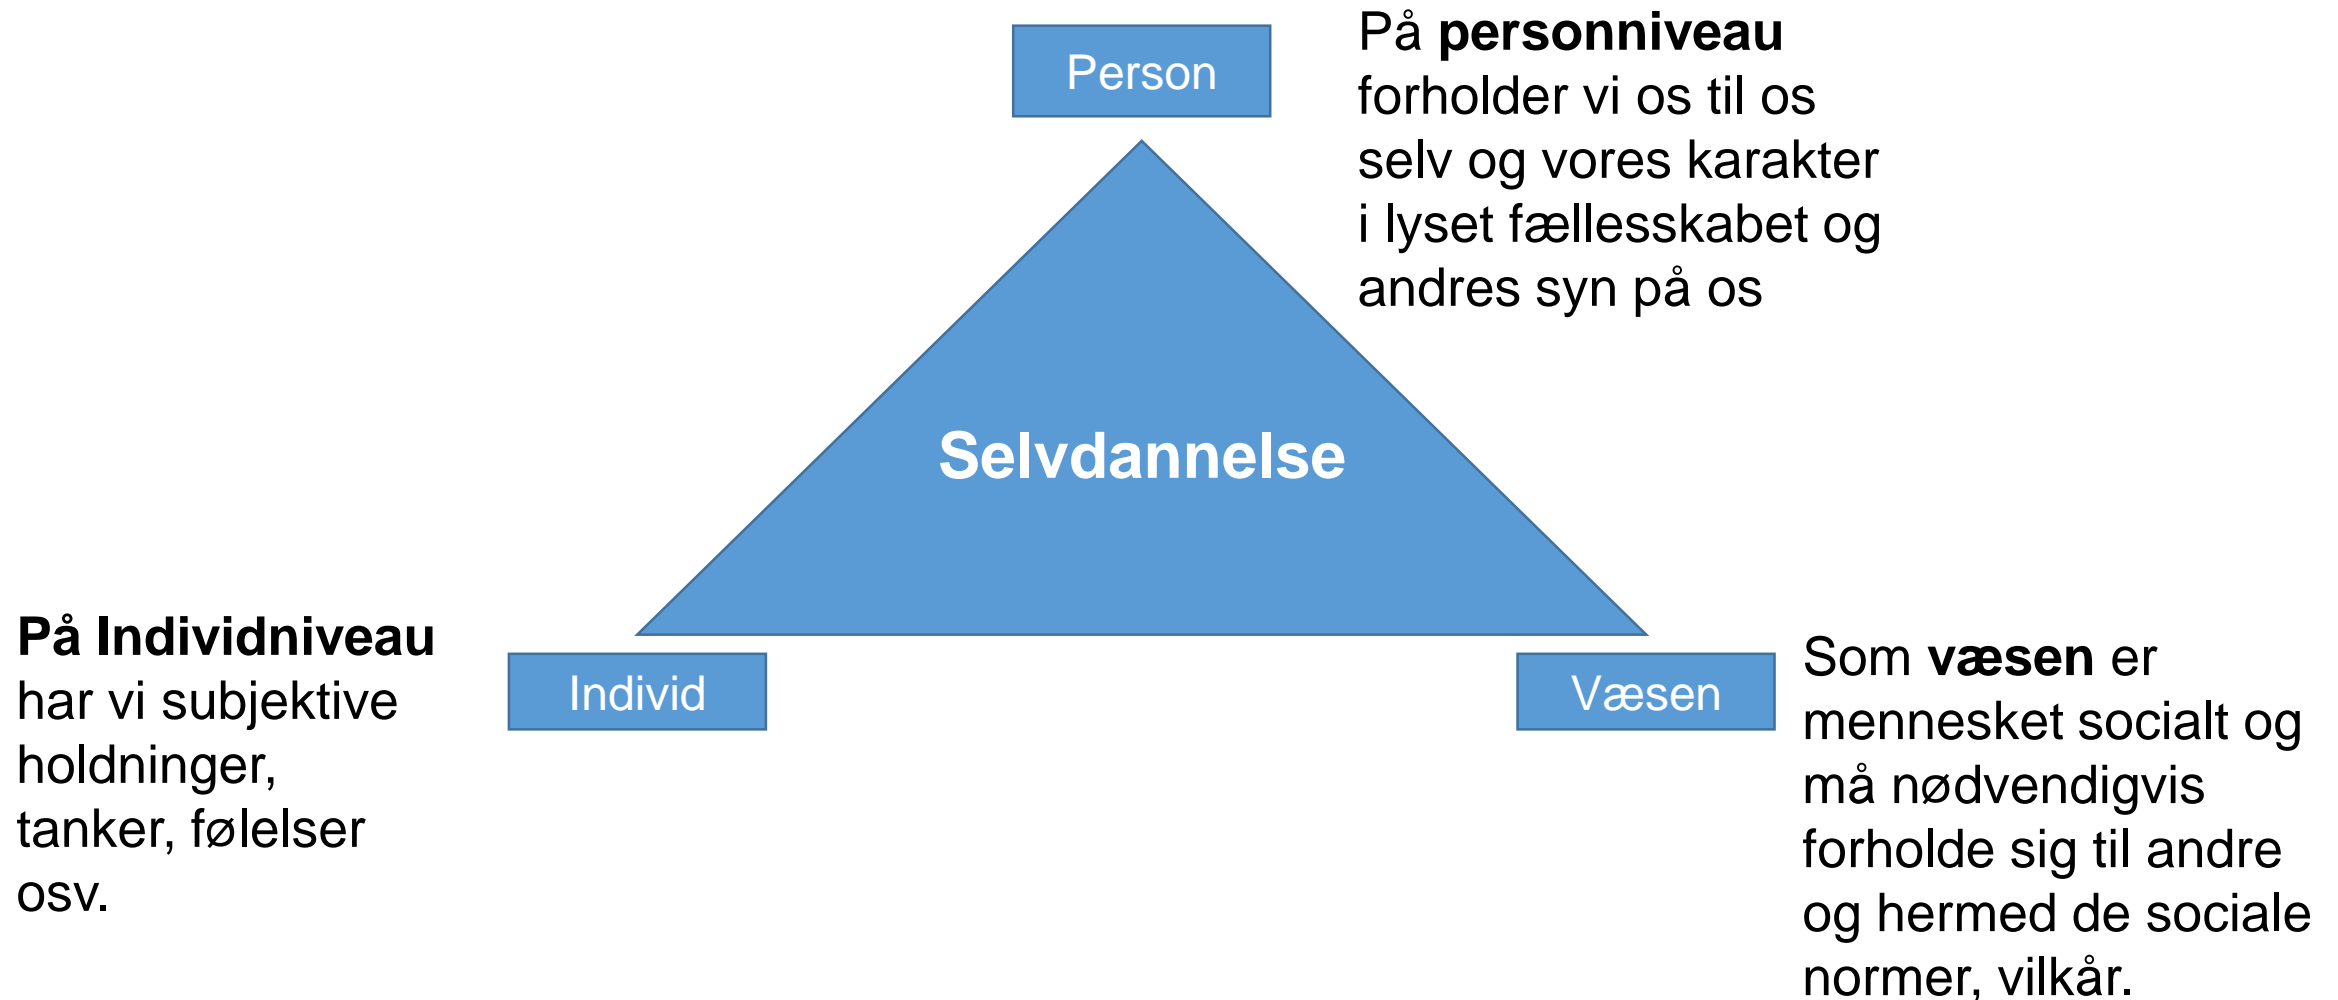 Person
På personniveau
forholder vi os til os
selv og vores karakter
i lyset fællesskabet og
andres syn på os
Selvdannelse
På Individniveau
har vi subjektive
holdninger,
tanker, følelser
osv.
Individ
Væsen
Som væsen er
mennesket socialt og
må nødvendigvis
forholde sig til andre
og hermed de sociale
normer, vilkår.